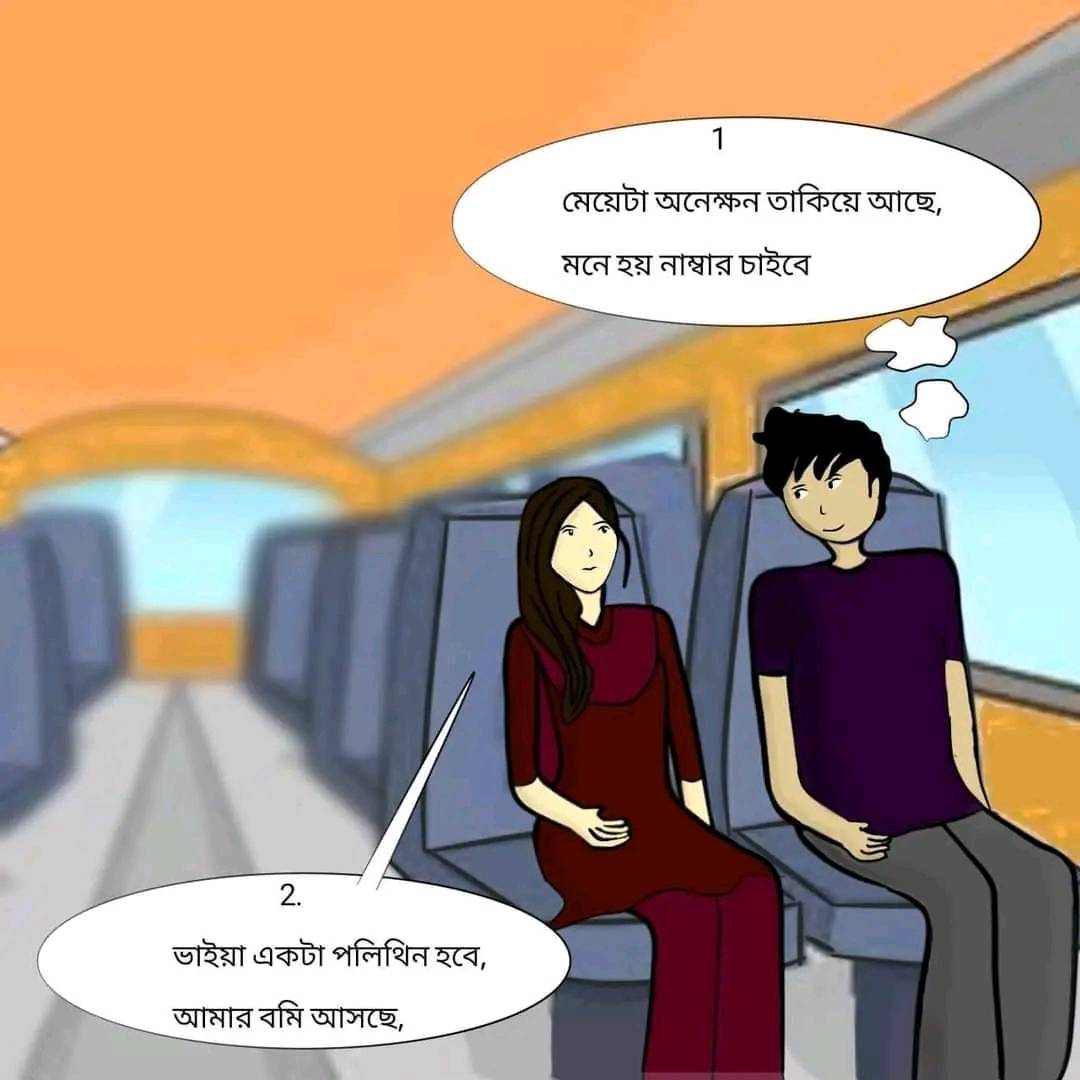 1
মেয়েটা অনেক্ষন তাকিয়ে আছে,
মনে হয় নাম্বার চাইবে
2.
ভাইয়া একটা পলিথিন হবে,
আমার বমি আসছে,